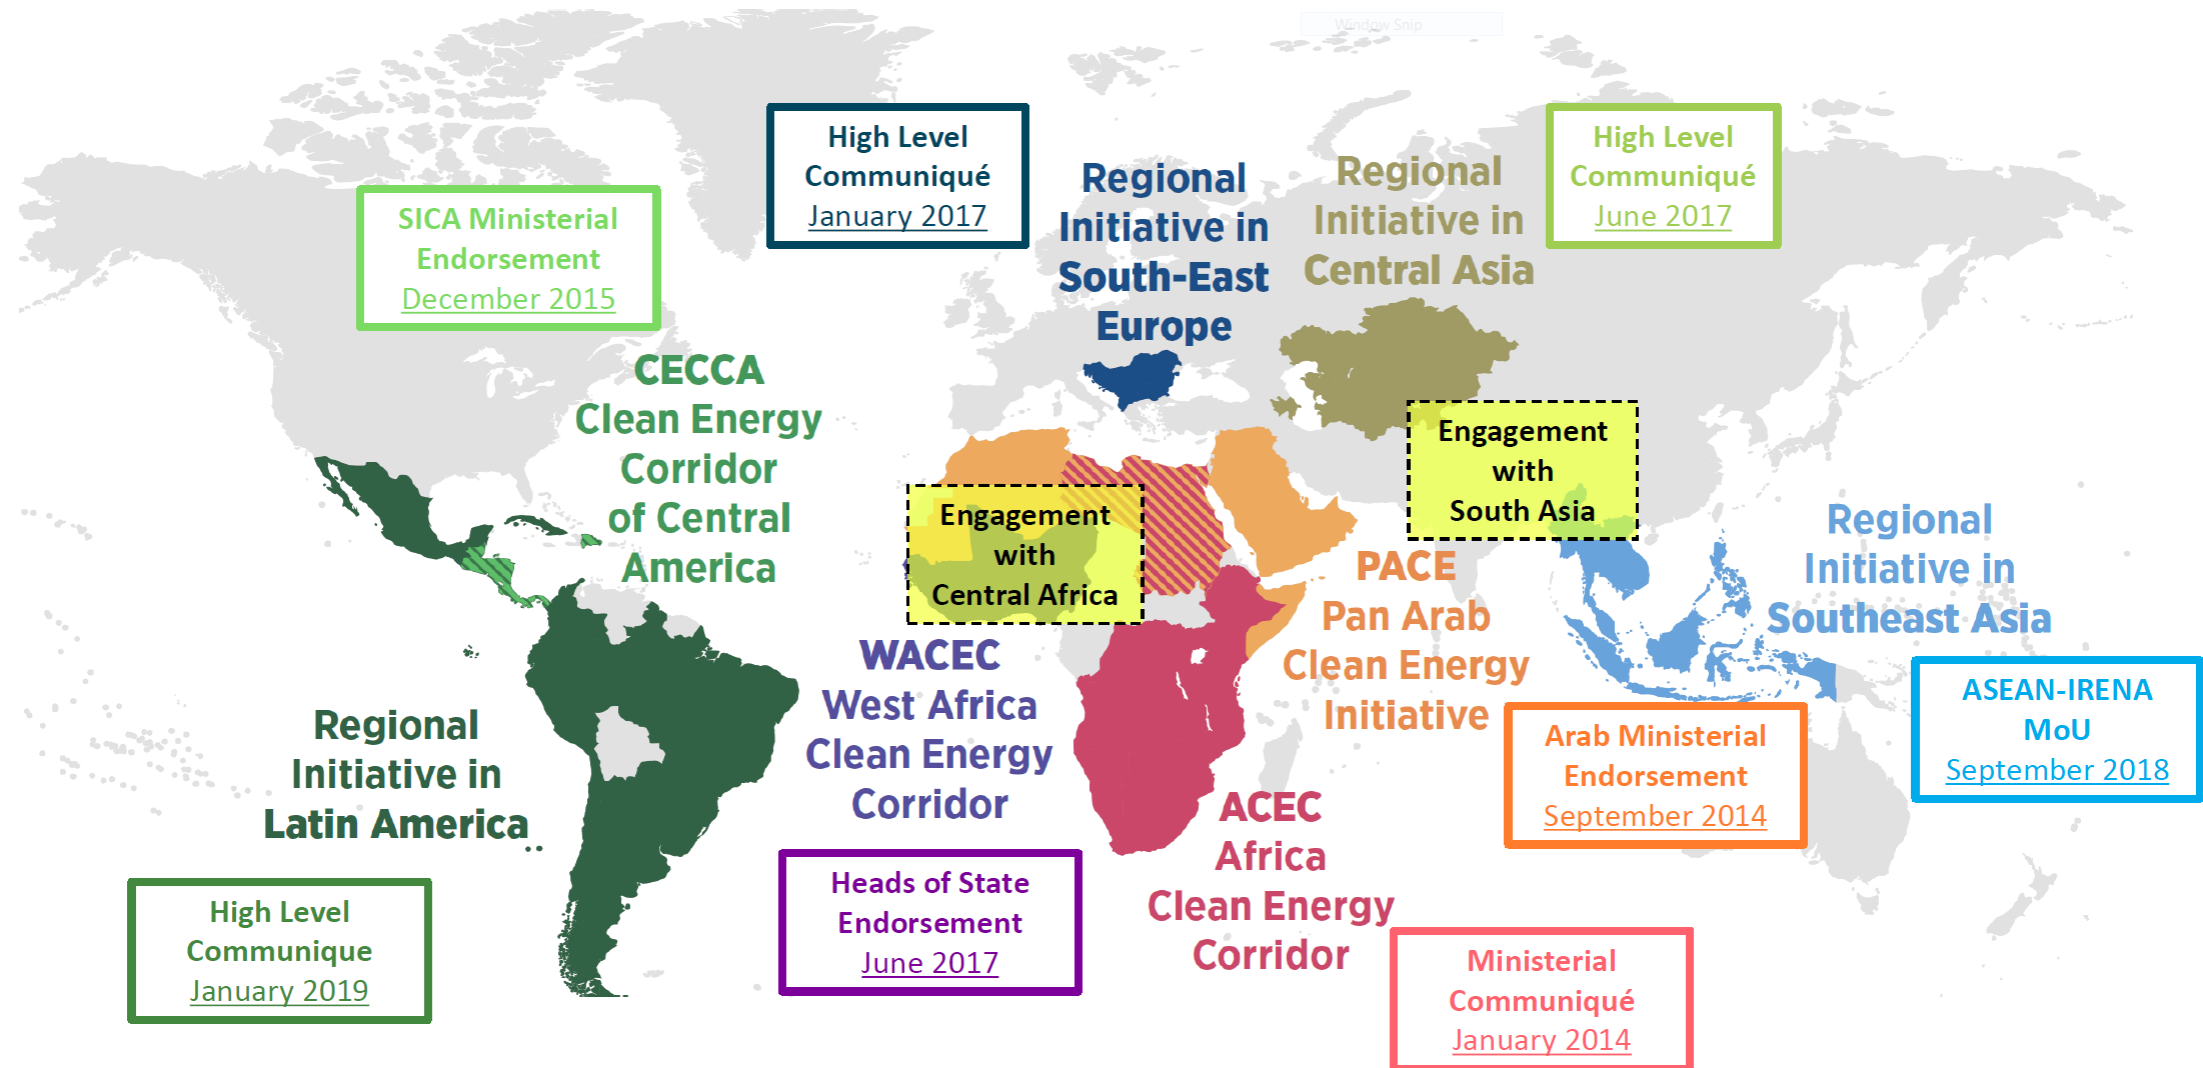 Window Snip
High Level
Communiqué
January 2017
High Level
Communiqué
June 2017
SICA Ministerial
Endorsement
December 2015
Regional
Initiative in
South-East
Europe
Regional
Initiative in
Central Asia
CECCA
Clean Energy
Corridor
of Central
America
Engagement
with
South Asia
Engagement
with
Central Africa
Regional
Initiative in
Southeast Asia
PACE
Pan Arab
Clean Energy
Initiative
WACEC
West Africa
Clean Energy
Corridor
ASEAN-IRENA
MoU
September 2018
Regional
Initiative in
Latin America
Arab Ministerial
Endorsement
September 2014
ACEC
Africa
Clean Energy
Corridor
Heads of State
Endorsement
June 2017
High Level
Communique
January 2019
Ministerial
Communiqué
January 2014